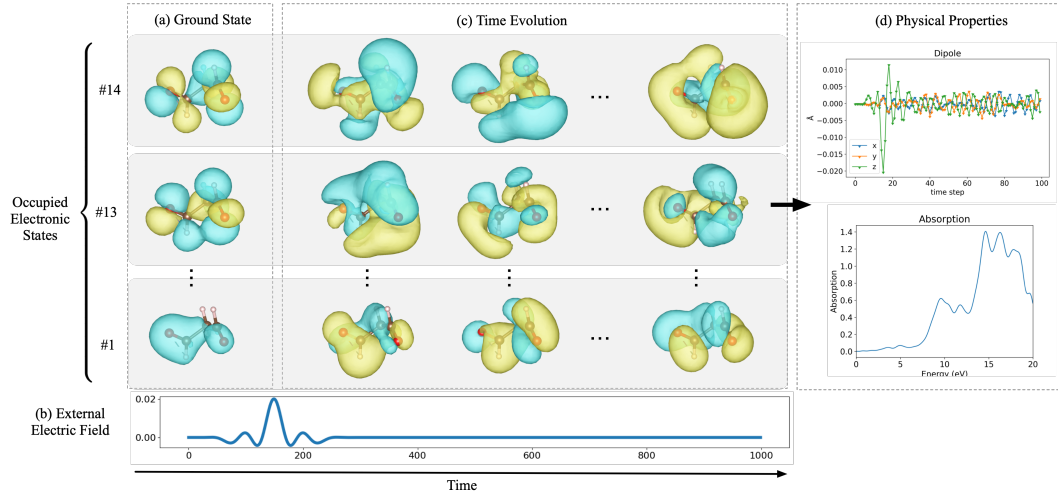 (a) Ground State
(c) Time Evolution
(d) Physical Properties
Occupied
Electronic
States
#14
...
#13
...
#1
...
Dipole
0.010
0.005
0.000
−0.005
−0.010
−0.015
−0.020
Å
x
y
z
0 20 40 60 80 100
time step
Absorption
1.4
1.2
1.0
0.8
0.6
0.4
0.2
0.0
Absorption
0 5 10 15 20
Energy (eV)
(b) External
Electric Field
0.02
0.00
0 200 400 600 800 1000
Time